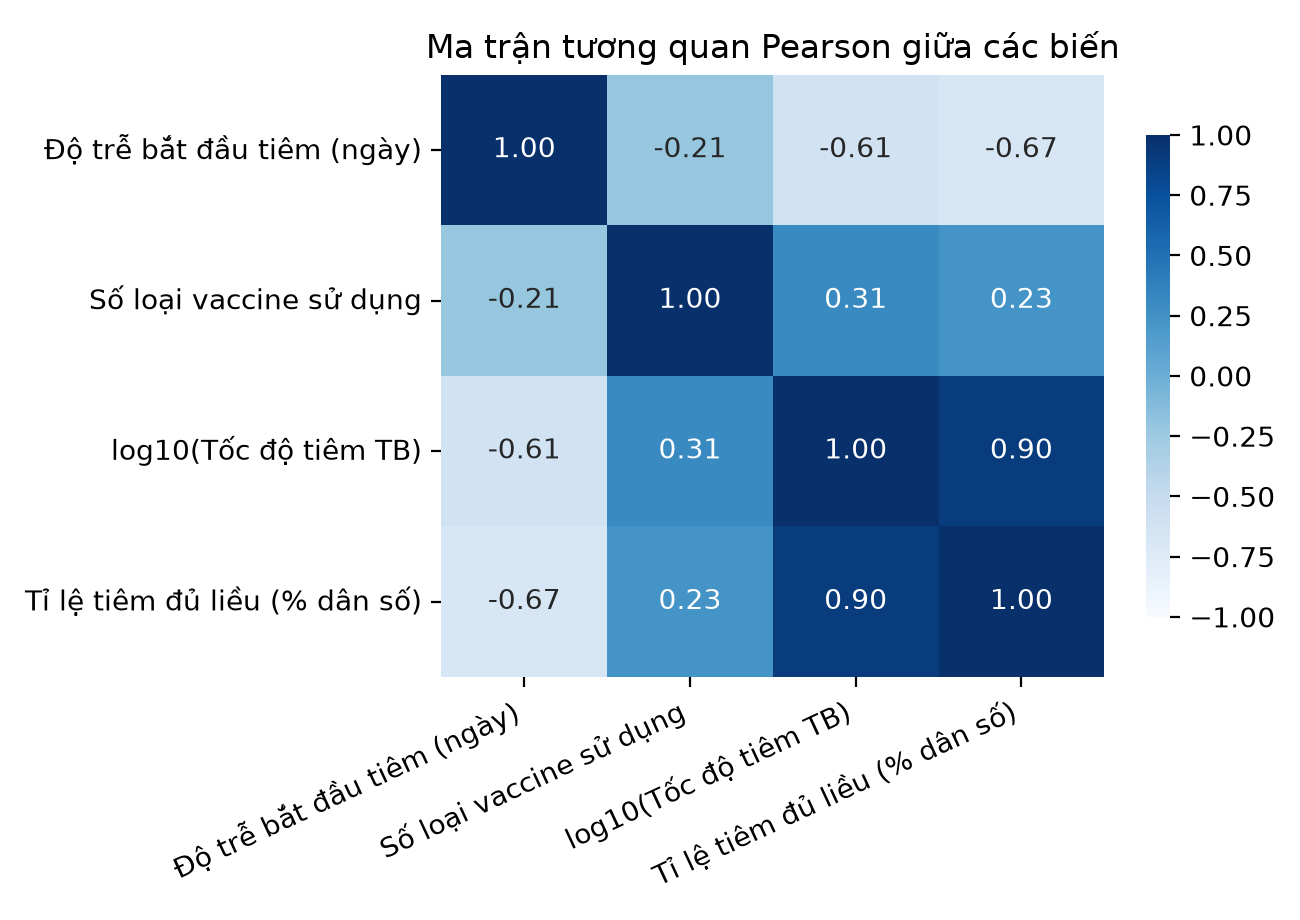 Ma trận tương quan Pearson giữa các biến
Độ trễ bắt đầu tiêm (ngày)
1.00 -0.21 -0.61 -0.67
Số loại vaccine sử dụng
-0.21 1.00 0.31 0.23
log10(Tốc độ tiêm TB)
-0.61 0.31 1.00 0.90
Tỉ lệ tiêm đủ liều (% dân số)
-0.67 0.23 0.90 1.00
Độ trễ bắt đầu tiêm (ngày)
Số loại vaccine sử dụng
log10(Tốc độ tiêm TB)
Tỉ lệ tiêm đủ liều (% dân số)
1.00
0.75
0.50
0.25
0.00
−0.25
−0.50
−0.75
−1.00